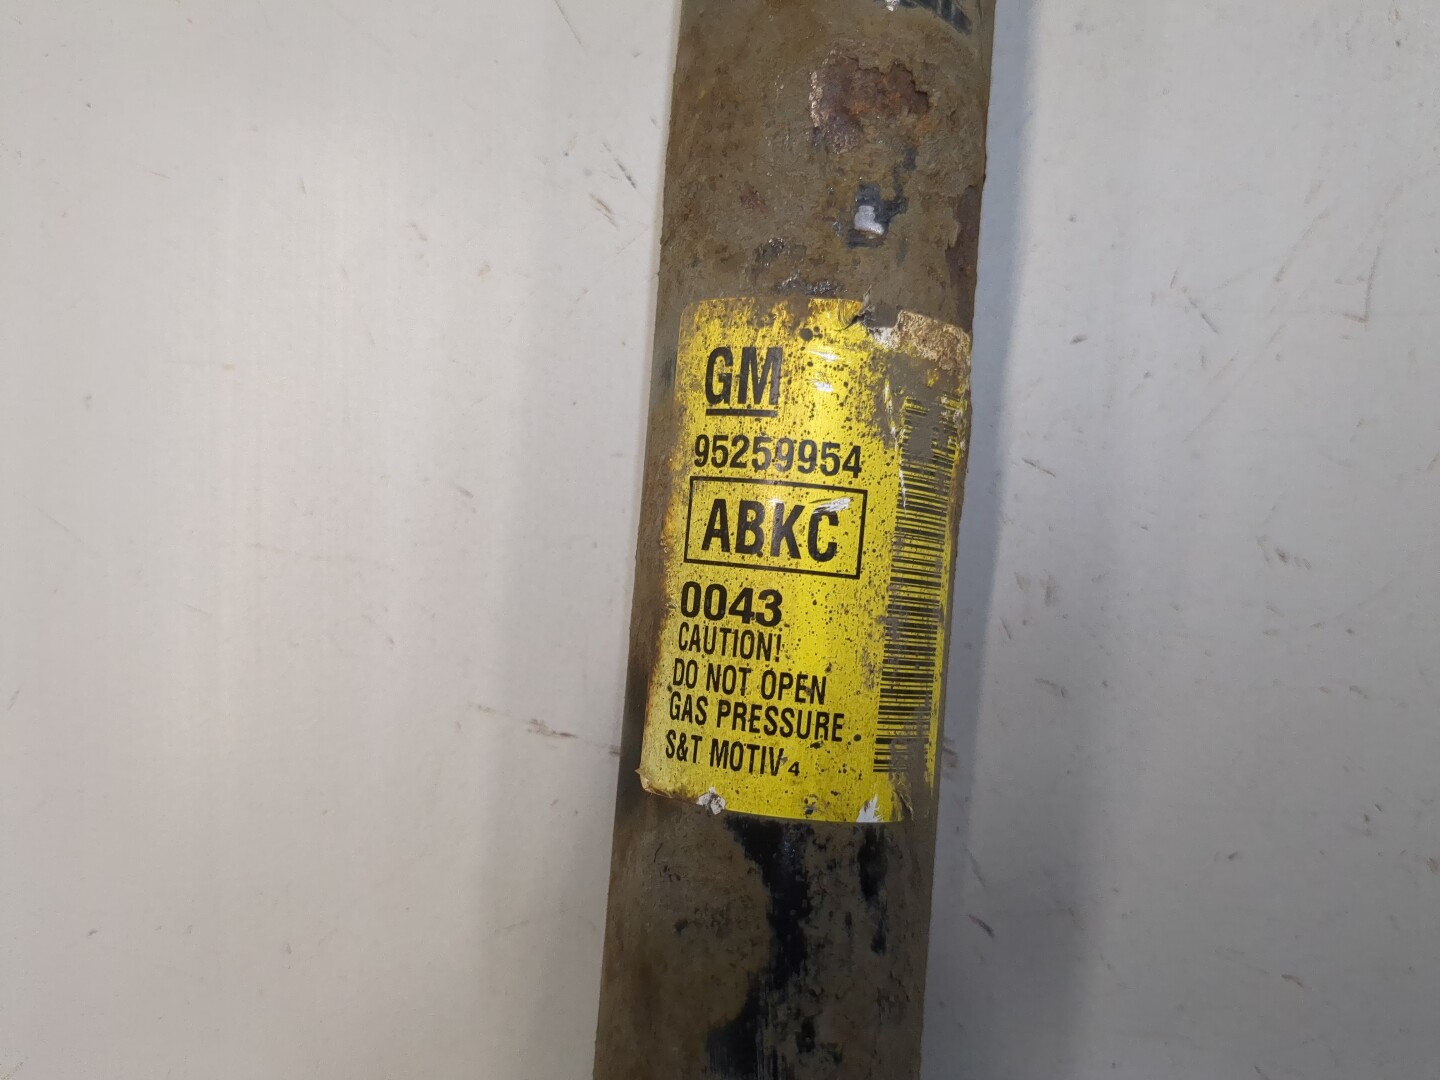 GM
95259954
ABKC
0043
CAUTION!
DO NOT OPEN
GAS PRESSURE
S&T MOTIV 4